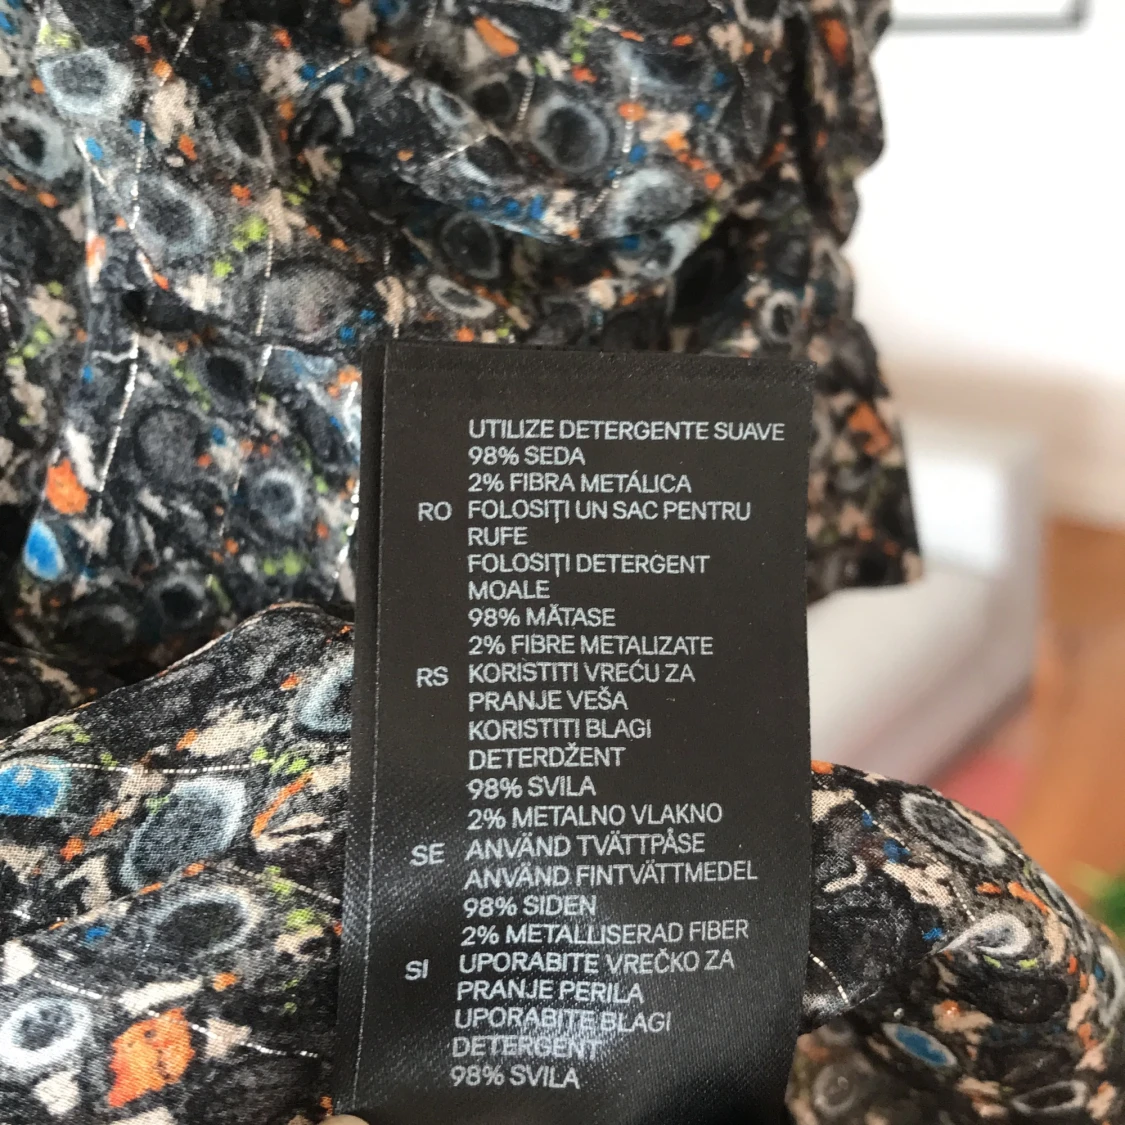 UTILIZE DETERGENTE SUAVE
98% SEDA
2% FIBRA METÁLICA
RO FOLOSIȚI UN SAC PENTRU
RUFE
FOLOSIȚI DETERGENT
MOALE
98% MĂTASE
2% FIBRE METALIZATE
RS KORISTITI VREĆU ZA
PRANJE VEŠA
KORISTITI BLAGI
DETERDŽENT
98% SVILA
2% METALNO VLAKNO
SE ANVÄND TVÄTTPÅSE
ANVÄND FINTVÄTTMEDEL
98% SIDEN
2% METALLISERAD FIBER
SI UPORABITE VREČKO ZA
PRANJE PERILA
UPORABITE BLAGI
DETERGENT
98% SVILA